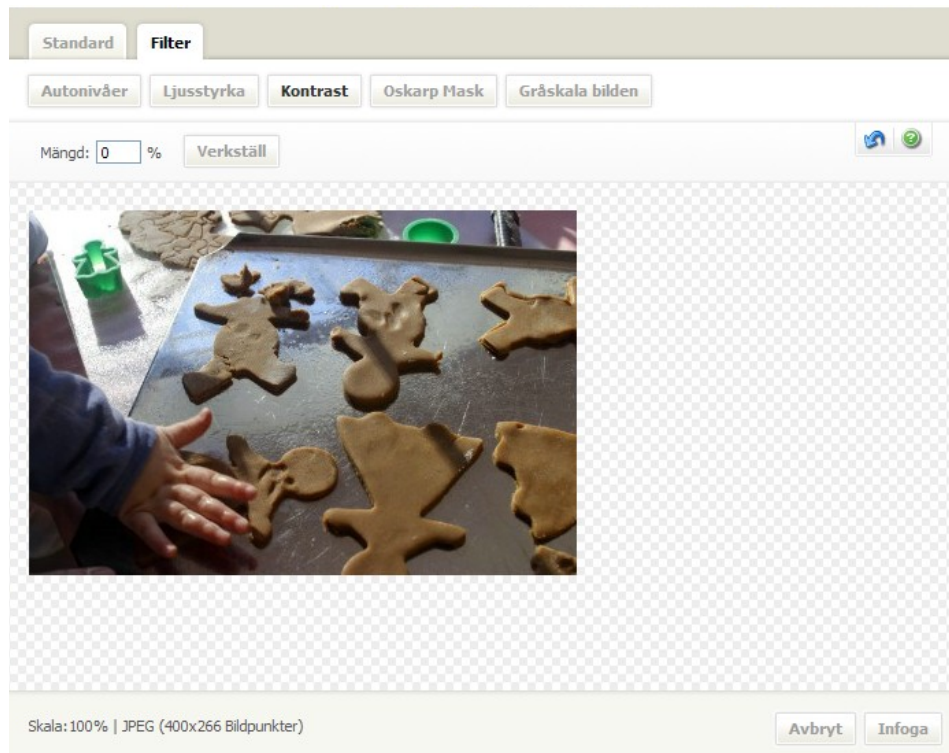 Standard Filter
Autonivåer Ljusstyrka Kontrast Oskarp Mask Gråskala bilden
Mängd: 0 % Verkställ
Skala:100% | JPEG (400x266 Bildpunkter)
Avbryt Infoga